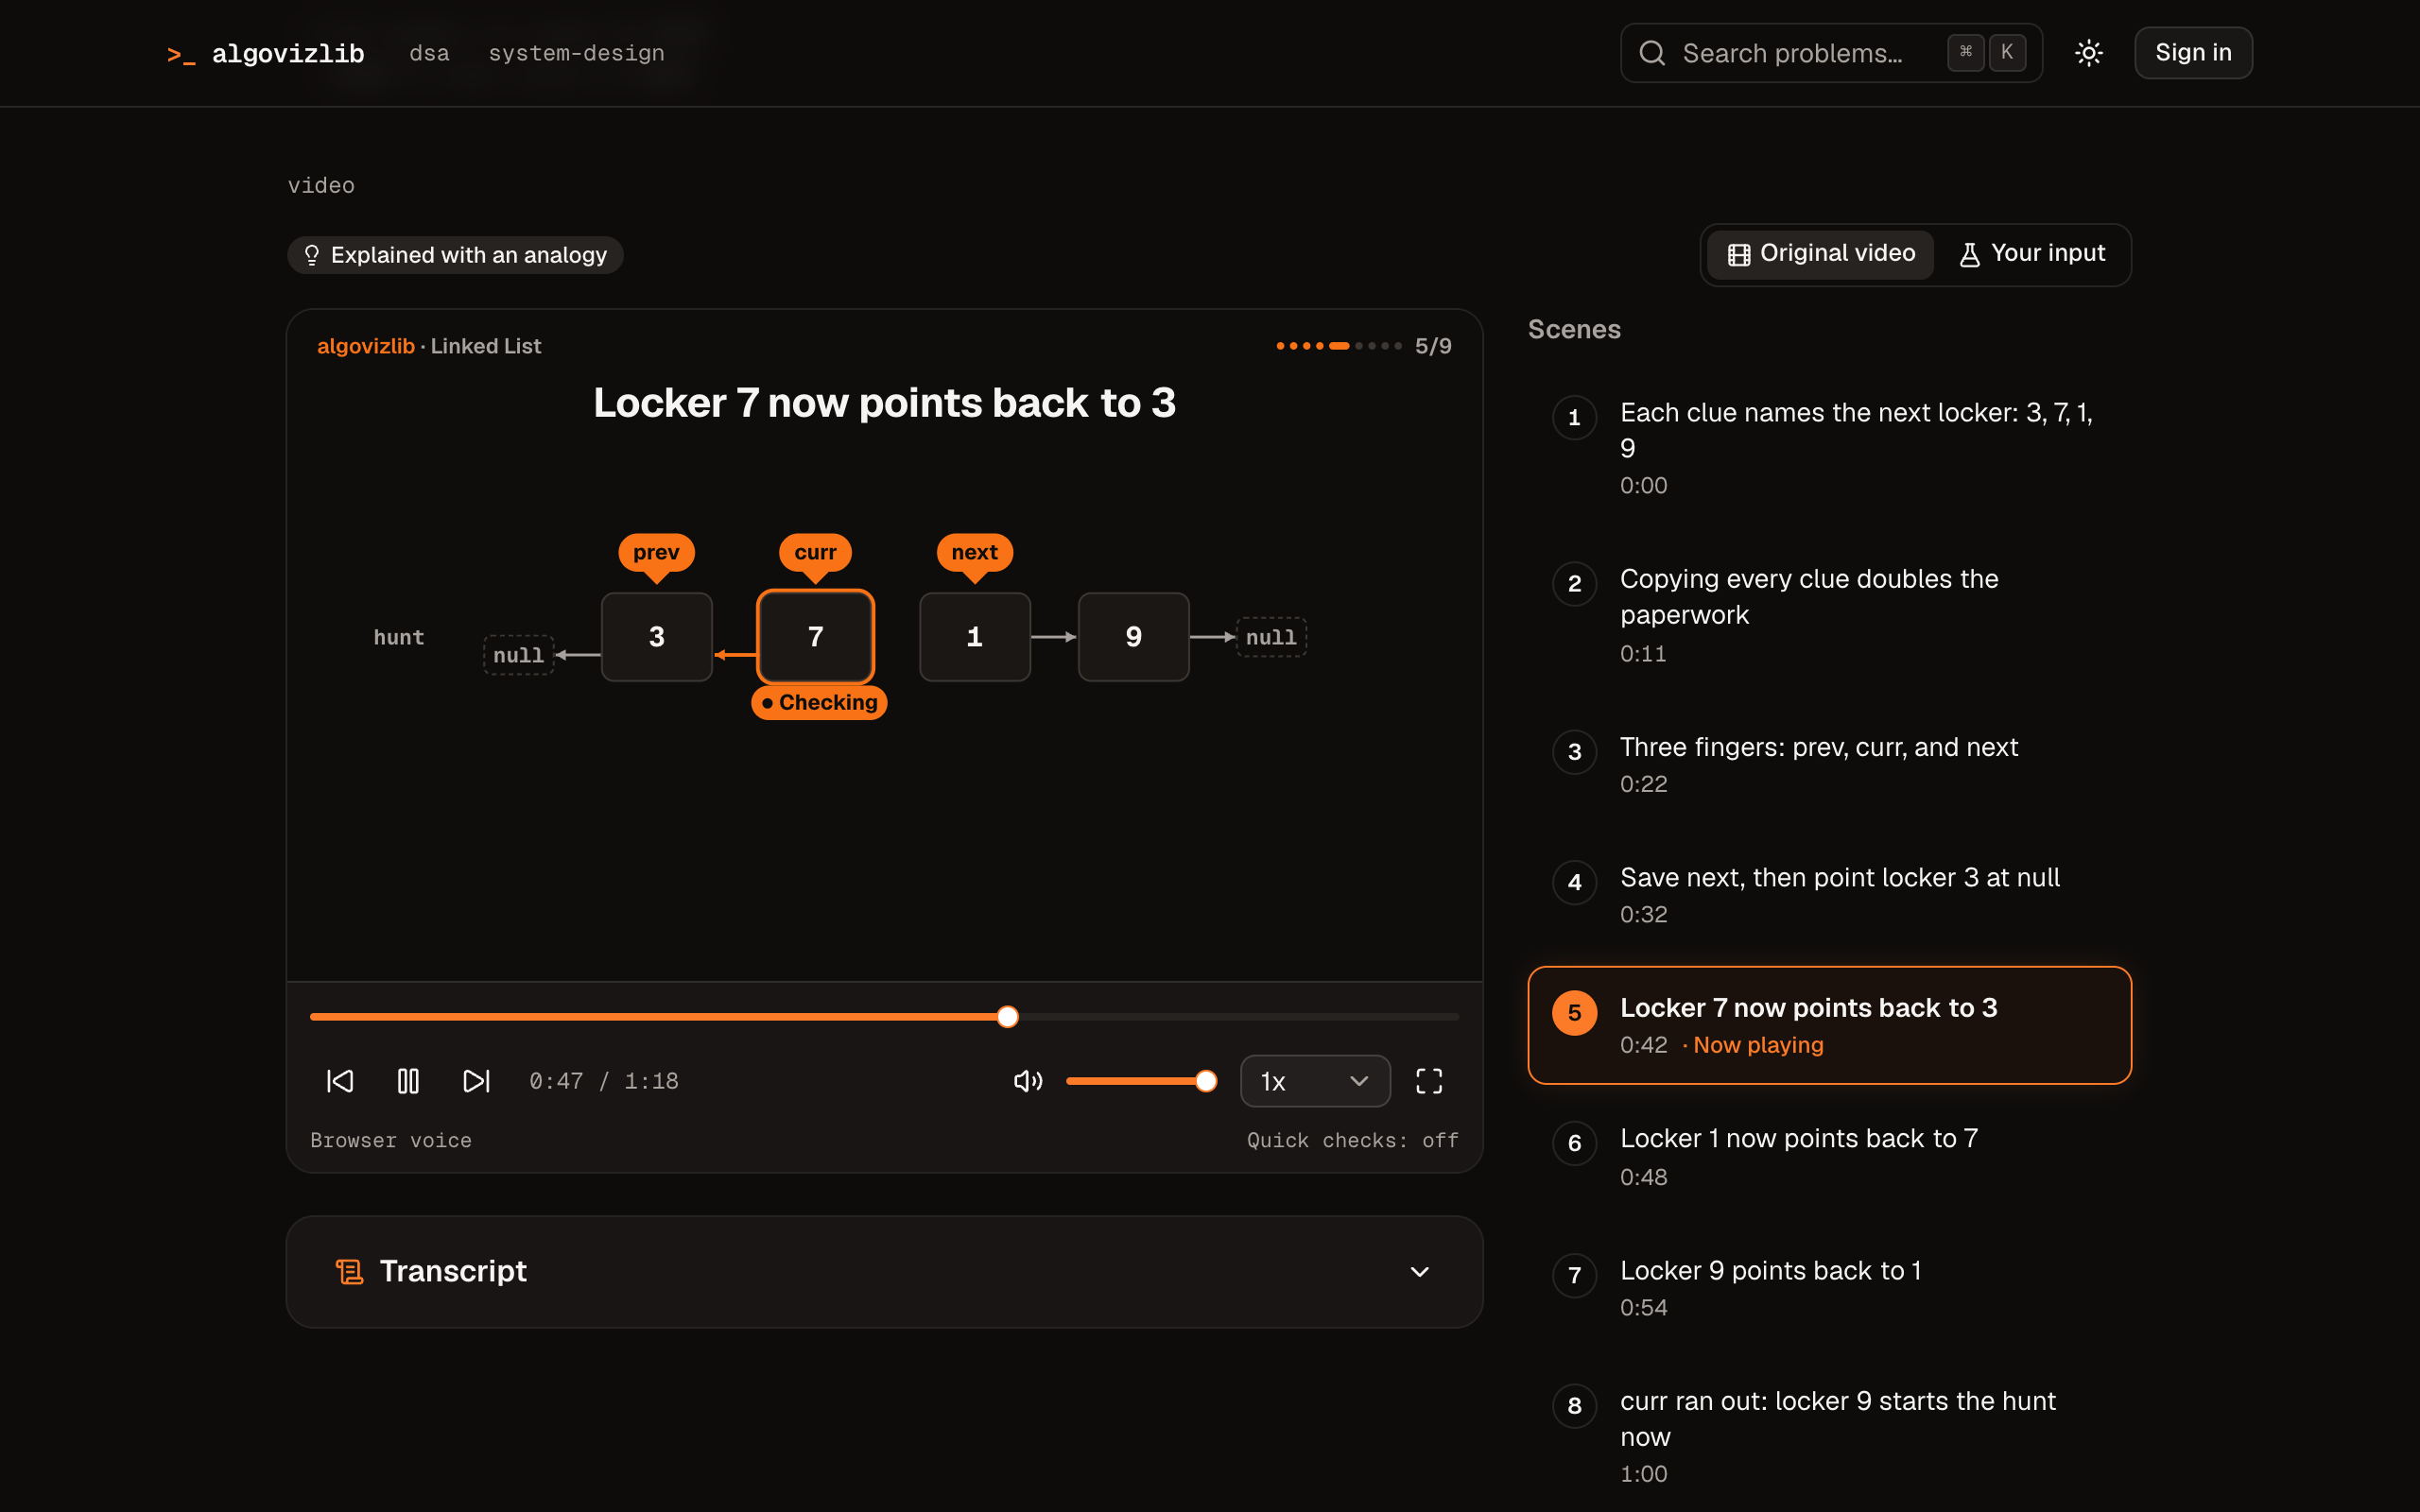 >_ algovizlib dsa system-design Search problems... ⌘ K Sign in
video
Explained with an analogy
Original video Your input
algovizlib · Linked List 5/9
Locker 7 now points back to 3
prev curr next
hunt null 3 7 1 9 null
Checking
0:47 / 1:18 1x
Browser voice Quick checks: off
Transcript
Scenes
1 Each clue names the next locker: 3, 7, 1,
9
0:00
2 Copying every clue doubles the
paperwork
0:11
3 Three fingers: prev, curr, and next
0:22
4 Save next, then point locker 3 at null
0:32
5 Locker 7 now points back to 3
0:42 · Now playing
6 Locker 1 now points back to 7
0:48
7 Locker 9 points back to 1
0:54
8 curr ran out: locker 9 starts the hunt
now
1:00